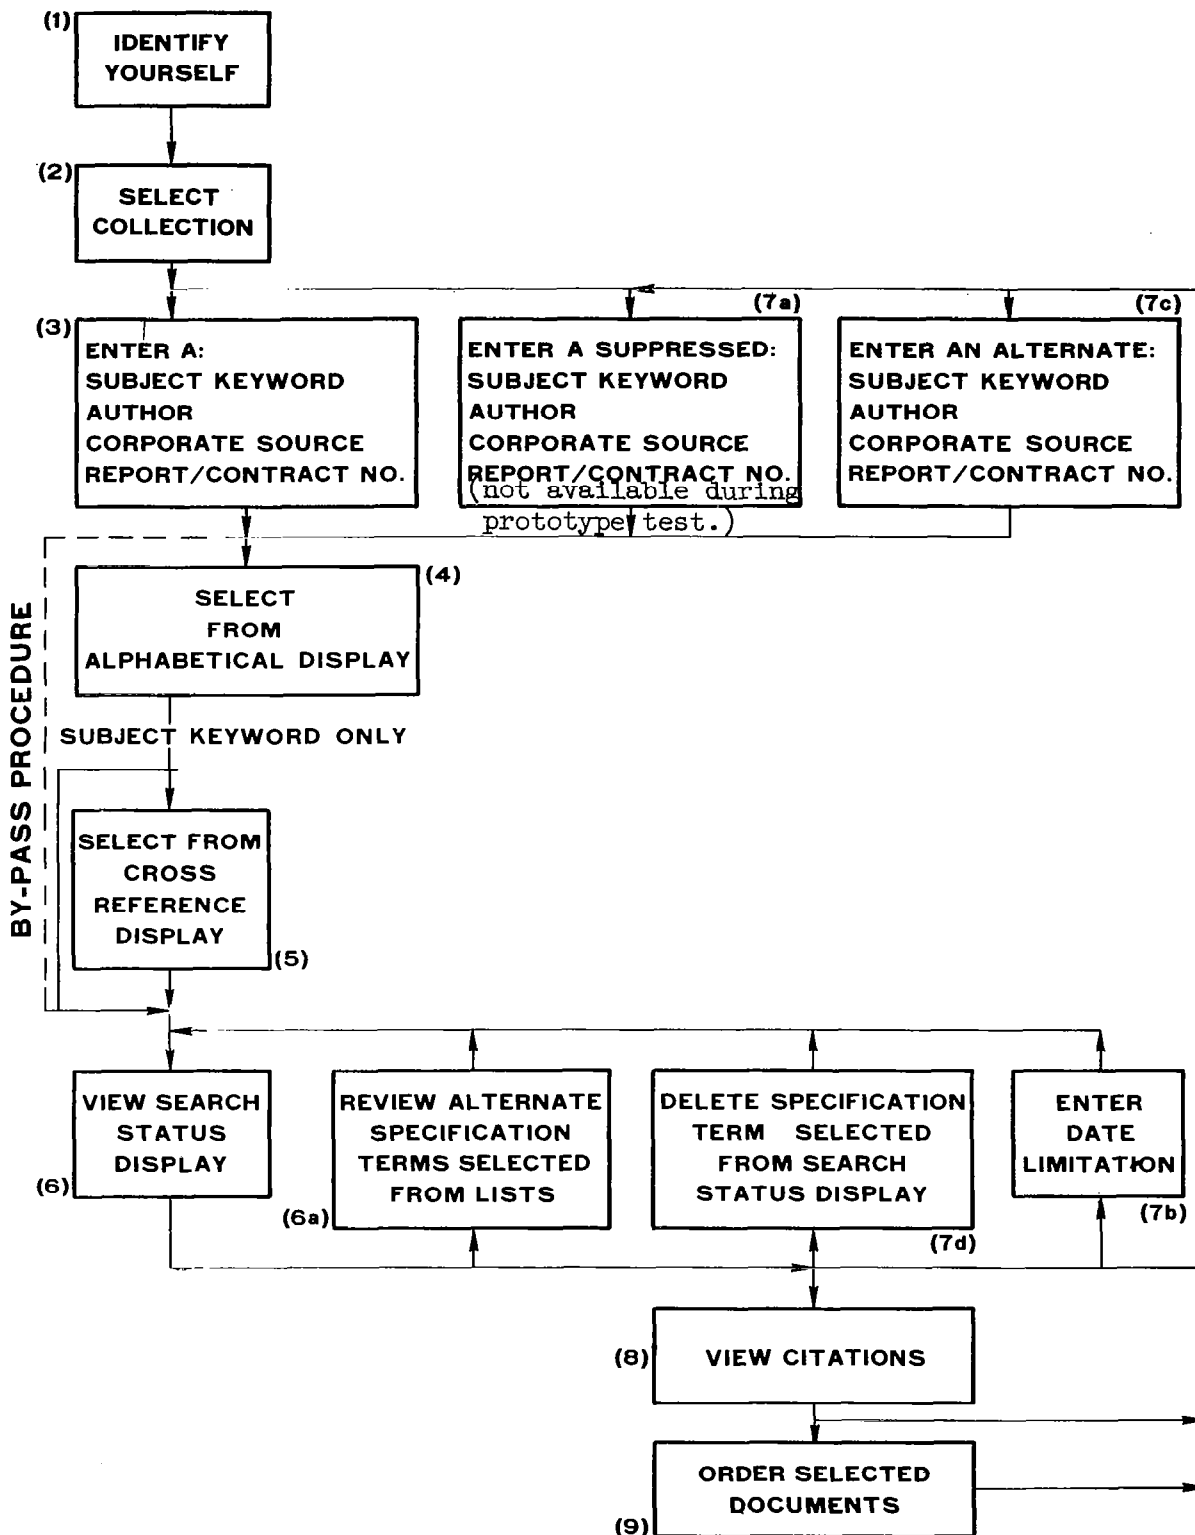 (1)
IDENTIFY
YOURSELF
(2)
SELECT
COLLECTION
(3)
ENTER A:
SUBJECT KEYWORD
AUTHOR
CORPORATE SOURCE
REPORT/CONTRACT NO.
(7a)
ENTER A SUPPRESSED:
SUBJECT KEYWORD
AUTHOR
CORPORATE SOURCE
REPORT/CONTRACT NO.
(not available during
prototype test.)
(7c)
ENTER AN ALTERNATE:
SUBJECT KEYWORD
AUTHOR
CORPORATE SOURCE
REPORT/CONTRACT NO.
(4)
SELECT
FROM
ALPHABETICAL DISPLAY
BY-PASS PROCEDURE
SUBJECT KEYWORD ONLY
SELECT FROM
CROSS
REFERENCE
DISPLAY
(5)
VIEW SEARCH
STATUS
DISPLAY
(6)
REVIEW ALTERNATE
SPECIFICATION
TERMS SELECTED
FROM LISTS
(6a)
DELETE SPECIFICATION
TERM SELECTED
FROM SEARCH
STATUS DISPLAY
(7d)
ENTER
DATE
LIMITATION
(7b)
(8)
VIEW CITATIONS
ORDER SELECTED
DOCUMENTS
(9)